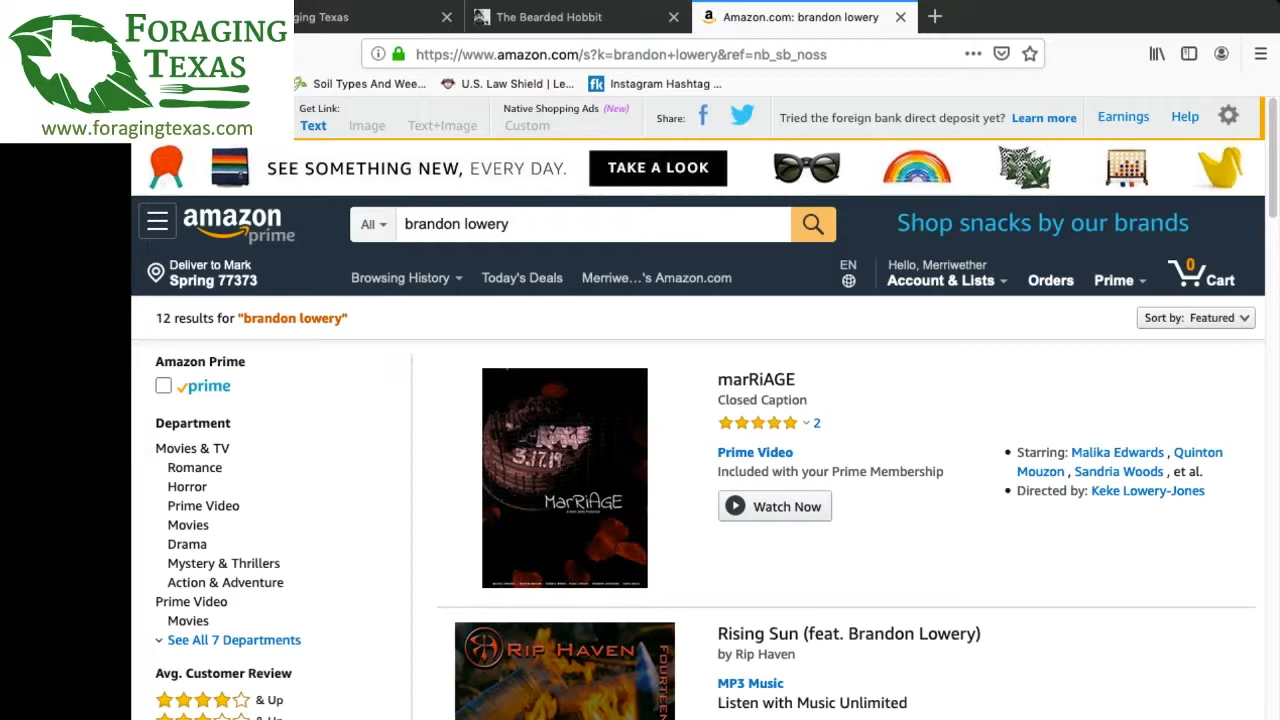 FORAGING
TEXAS
www.foragingtexas.com
ging Texas
The Bearded Hobbit
Amazon.com: brandon lowery
https://www.amazon.com/s?k=brandon+lowery&ref=nb_sb_noss
Soil Types And Wee...
U.S. Law Shield | Le...
fk
Instagram Hashtag ...
Get Link:
Text
Image
Text+Image
Native Shopping Ads (New)
Custom
Share:
Tried the foreign bank direct deposit yet? Learn more
Earnings
Help
SEE SOMETHING NEW, EVERY DAY.
TAKE A LOOK
amazon
prime
All
brandon lowery
Shop snacks by our brands
Deliver to Mark
Spring 77373
Browsing History
Today's Deals
Merriwe...'s Amazon.com
EN
Hello, Merriwether
Account & Lists
Orders
Prime
0
Cart
12 results for "brandon lowery"
Sort by: Featured
Amazon Prime
prime
Department
Movies & TV
Romance
Horror
Prime Video
Movies
Drama
Mystery & Thrillers
Action & Adventure
Prime Video
Movies
See All 7 Departments
Avg. Customer Review
& Up
& Up
3.17.19
MarRiAGE
marRiAGE
Closed Caption
2
Prime Video
Included with your Prime Membership
Watch Now
Starring: Malika Edwards , Quinton
Mouzon , Sandria Woods , et al.
Directed by: Keke Lowery-Jones
RIP HAVEN
FOURTEEN
Rising Sun (feat. Brandon Lowery)
by Rip Haven
MP3 Music
Listen with Music Unlimited